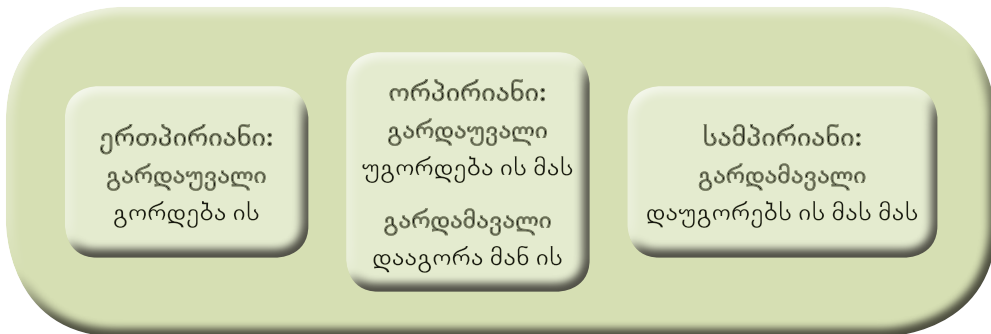 ერთპირიანი:
გარდაუვალი
გორდება ის
ორპირიანი:
გარდაუვალი
უგორდება ის მას
გარდამავალი
დააგორა მან ის
სამპირიანი:
გარდამავალი
დაუგორებს ის მას მას